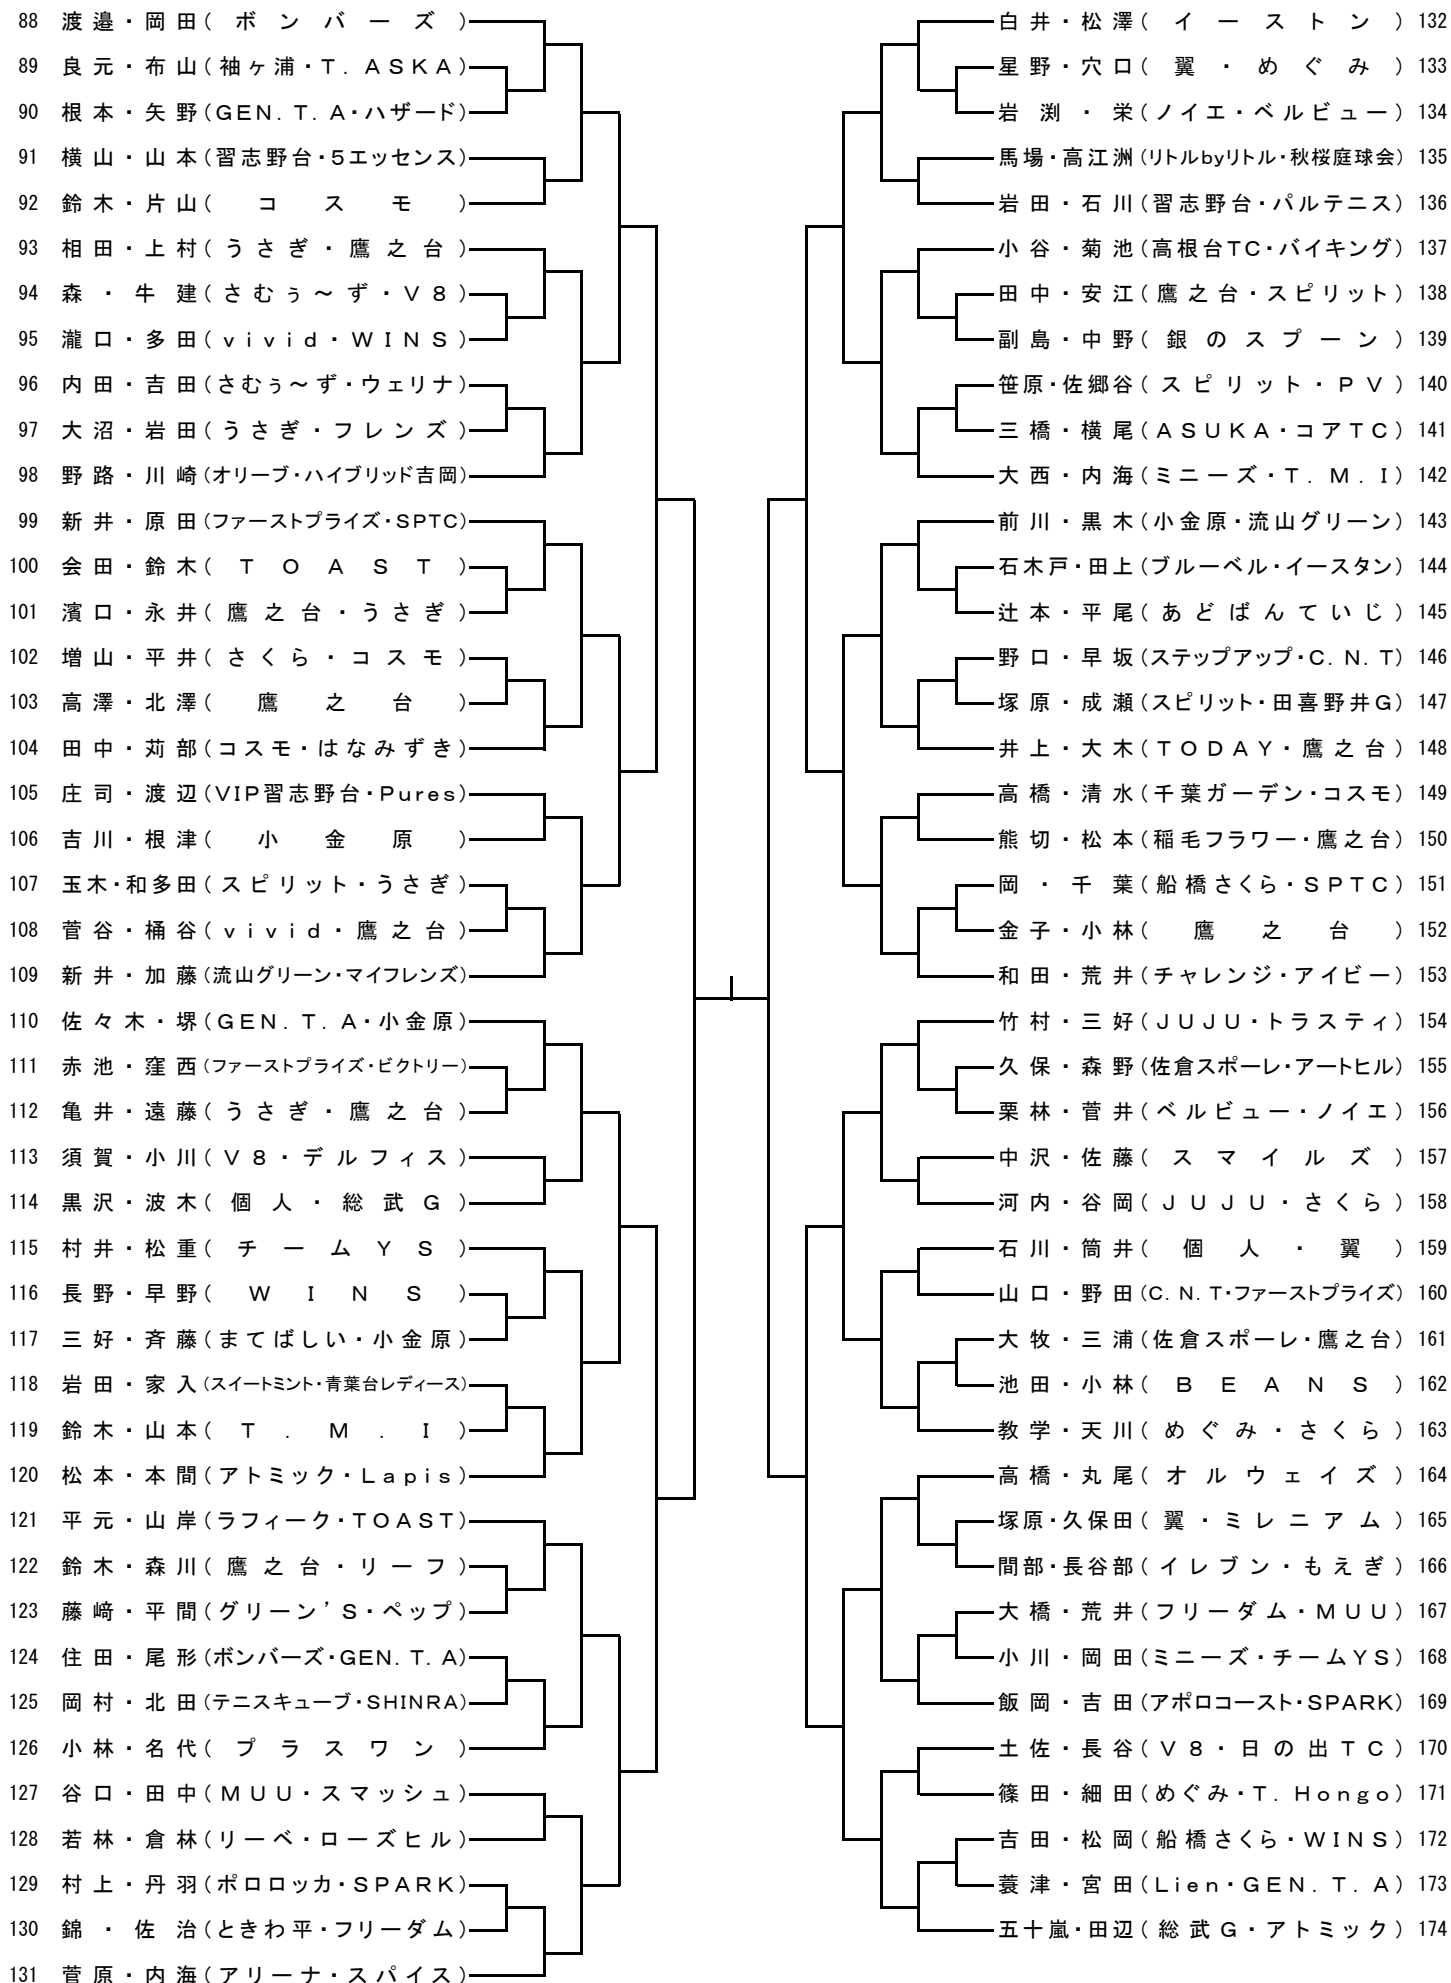 88 渡邉・岡田(ボンバーズ)
89 良元・布山(袖ヶ浦・T.ASKA)
90 根本・矢野(GEN.T.A・ハザード)
91 横山・山本(習志野台・5エッセンス)
92 鈴木・片山(コスモ)
93 相田・上村(うさぎ・鷹之台)
94 森・牛建(さむぅ～ず・V8)
95 瀧口・多田(vivid・WINS)
96 内田・吉田(さむぅ～ず・ウェリナ)
97 大沼・岩田(うさぎ・フレンズ)
98 野路・川崎(オリーブ・ハイブリッド吉岡)
99 新井・原田(ファーストプライズ・SPTC)
100 会田・鈴木(TOAST)
101 濱口・永井(鷹之台・うさぎ)
102 増山・平井(さくら・コスモ)
103 高澤・北澤(鷹之台)
104 田中・苅部(コスモ・はなみずき)
105 庄司・渡辺(VIP習志野台・Pures)
106 吉川・根津(小金原)
107 玉木・和多田(スピリット・うさぎ)
108 菅谷・桶谷(vivid・鷹之台)
109 新井・加藤(流山グリーン・マイフレンズ)
110 佐々木・堺(GEN.T.A・小金原)
111 赤池・窪西(ファーストプライズ・ビクトリー)
112 亀井・遠藤(うさぎ・鷹之台)
113 須賀・小川(V8・デルフィス)
114 黒沢・波木(個人・総武G)
115 村井・松重(チームYS)
116 長野・早野(WINS)
117 三好・斉藤(まてばしい・小金原)
118 岩田・家入(スイートミント・青葉台レディース)
119 鈴木・山本(T.M.I)
120 松本・本間(アトミック・Lapis)
121 平元・山岸(ラフィーク・TOAST)
122 鈴木・森川(鷹之台・リーフ)
123 藤﨑・平間(グリーン'S・ペップ)
124 住田・尾形(ボンバーズ・GEN.T.A)
125 岡村・北田(テニスキューブ・SHINRA)
126 小林・名代(プラスワン)
127 谷口・田中(MUU・スマッシュ)
128 若林・倉林(リーベ・ローズヒル)
129 村上・丹羽(ポロロッカ・SPARK)
130 錦・佐治(ときわ平・フリーダム)
131 菅原・内海(アリーナ・スパイス)
白井・松澤(イーストン) 132
星野・穴口(翼・めぐみ) 133
岩渕・栄(ノイエ・ベルビュー) 134
馬場・高江洲(リトルbyリトル・秋桜庭球会) 135
岩田・石川(習志野台・パルテニス) 136
小谷・菊池(高根台TC・バイキング) 137
田中・安江(鷹之台・スピリット) 138
副島・中野(銀のスプーン) 139
笹原・佐郷谷(スピリット・PV) 140
三橋・横尾(ASUKA・コアTC) 141
大西・内海(ミニーズ・T.M.I) 142
前川・黒木(小金原・流山グリーン) 143
石木戸・田上(ブルーベル・イースタン) 144
辻本・平尾(あどばんていじ) 145
野口・早坂(ステップアップ・C.N.T) 146
塚原・成瀬(スピリット・田喜野井G) 147
井上・大木(TODAY・鷹之台) 148
高橋・清水(千葉ガーデン・コスモ) 149
熊切・松本(稲毛フラワー・鷹之台) 150
岡・千葉(船橋さくら・SPTC) 151
金子・小林(鷹之台) 152
和田・荒井(チャレンジ・アイビー) 153
竹村・三好(JUJU・トラスティ) 154
久保・森野(佐倉スポーレ・アートヒル) 155
栗林・菅井(ベルビュー・ノイエ) 156
中沢・佐藤(スマイルズ) 157
河内・谷岡(JUJU・さくら) 158
石川・筒井(個人・翼) 159
山口・野田(C.N.T・ファーストプライズ) 160
大牧・三浦(佐倉スポーレ・鷹之台) 161
池田・小林(BEANS) 162
教学・天川(めぐみ・さくら) 163
高橋・丸尾(オルウェイズ) 164
塚原・久保田(翼・ミレニアム) 165
間部・長谷部(イレブン・もえぎ) 166
大橋・荒井(フリーダム・MUU) 167
小川・岡田(ミニーズ・チームYS) 168
飯岡・吉田(アポロコースト・SPARK) 169
土佐・長谷(V8・日の出TC) 170
篠田・細田(めぐみ・T.Hongo) 171
吉田・松岡(船橋さくら・WINS) 172
蓑津・宮田(Lien・GEN.T.A) 173
五十嵐・田辺(総武G・アトミック) 174